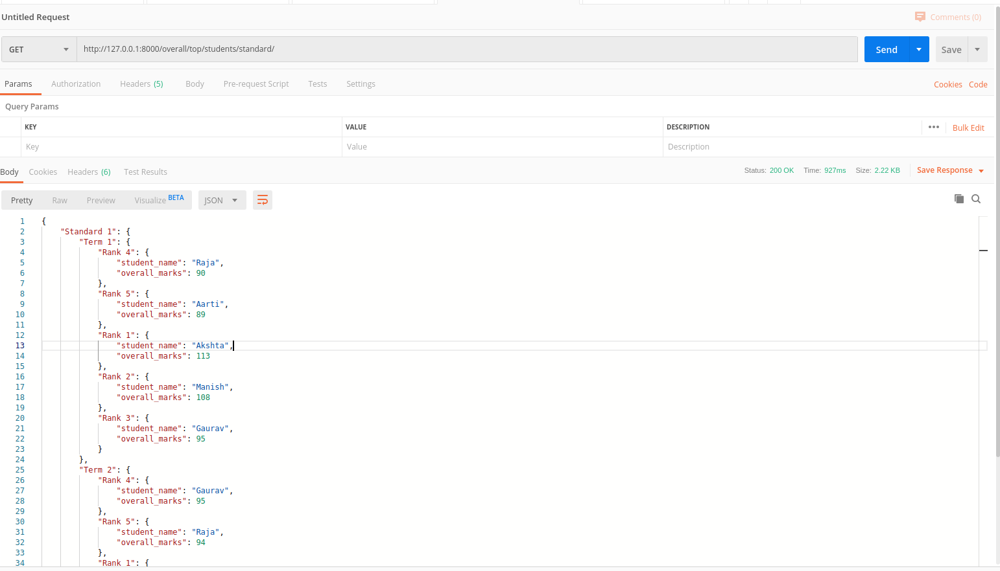 Untitled Request
Comments (0)
GET http://127.0.0.1:8000/overall/top/students/standard/ Send Save
Params Authorization Headers (5) Body Pre-request Script Tests Settings Cookies Code
Query Params
KEY VALUE DESCRIPTION ••• Bulk Edit
Key Value Description
Body Cookies Headers (6) Test Results Status: 200 OK Time: 927ms Size: 2.22 KB Save Response
Pretty Raw Preview Visualize BETA JSON
1 {
2 "Standard 1": {
3 "Term 1": {
4 "Rank 4": {
5 "student_name": "Raja",
6 "overall_marks": 90
7 },
8 "Rank 5": {
9 "student_name": "Aarti",
10 "overall_marks": 89
11 },
12 "Rank 1": {
13 "student_name": "Akshta",
14 "overall_marks": 113
15 },
16 "Rank 2": {
17 "student_name": "Manish",
18 "overall_marks": 108
19 },
20 "Rank 3": {
21 "student_name": "Gaurav",
22 "overall_marks": 95
23 }
24 },
25 "Term 2": {
26 "Rank 4": {
27 "student_name": "Gaurav",
28 "overall_marks": 95
29 },
30 "Rank 5": {
31 "student_name": "Raja",
32 "overall_marks": 94
33 },
34 "Rank 1": {